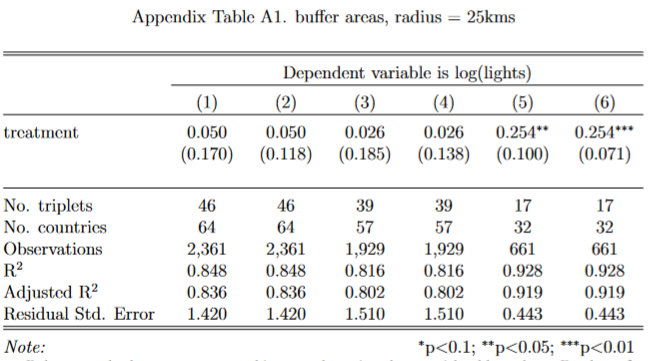 Appendix Table A1. buffer areas, radius = 25kms
Dependent variable is log(lights)
(1) (2) (3) (4) (5) (6)
treatment 0.050 0.050 0.026 0.026 0.254** 0.254***
(0.170) (0.118) (0.185) (0.138) (0.100) (0.071)
No. triplets 46 46 39 39 17 17
No. countries 64 64 57 57 32 32
Observations 2,361 2,361 1,929 1,929 661 661
R² 0.848 0.848 0.816 0.816 0.928 0.928
Adjusted R² 0.836 0.836 0.802 0.802 0.919 0.919
Residual Std. Error 1.420 1.420 1.510 1.510 0.443 0.443
Note: *p<0.1; **p<0.05; ***p<0.01